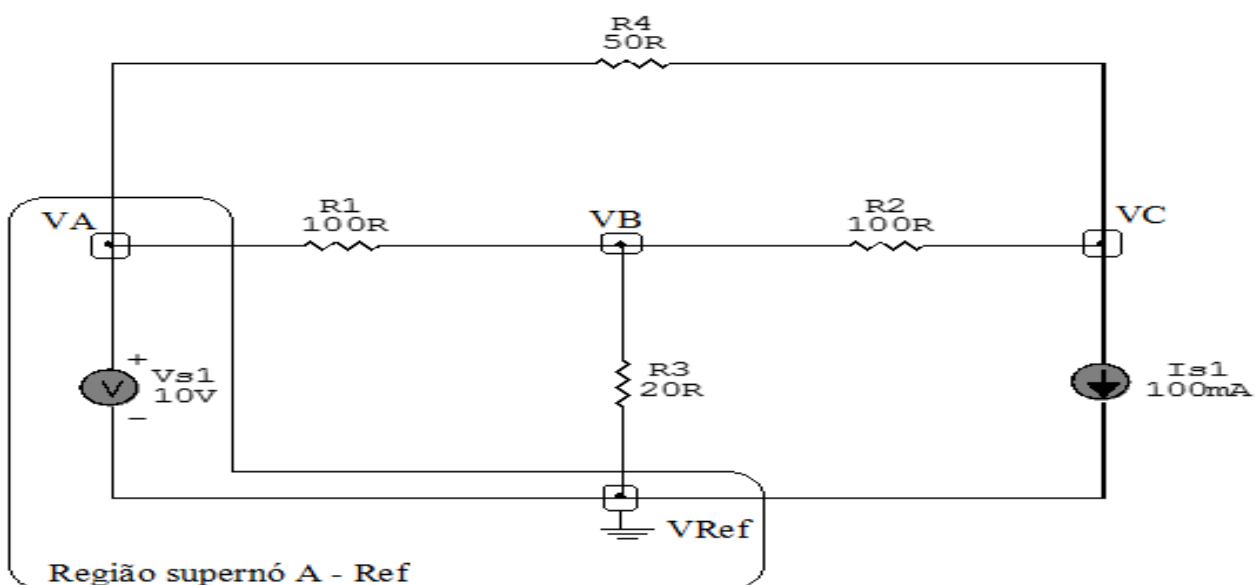 R4
50R
VA
R1
100R
VB
R2
100R
VC
+
V
Vs1
10V
−
R3
20R
Is1
100mA
VRef
Região supernó A - Ref